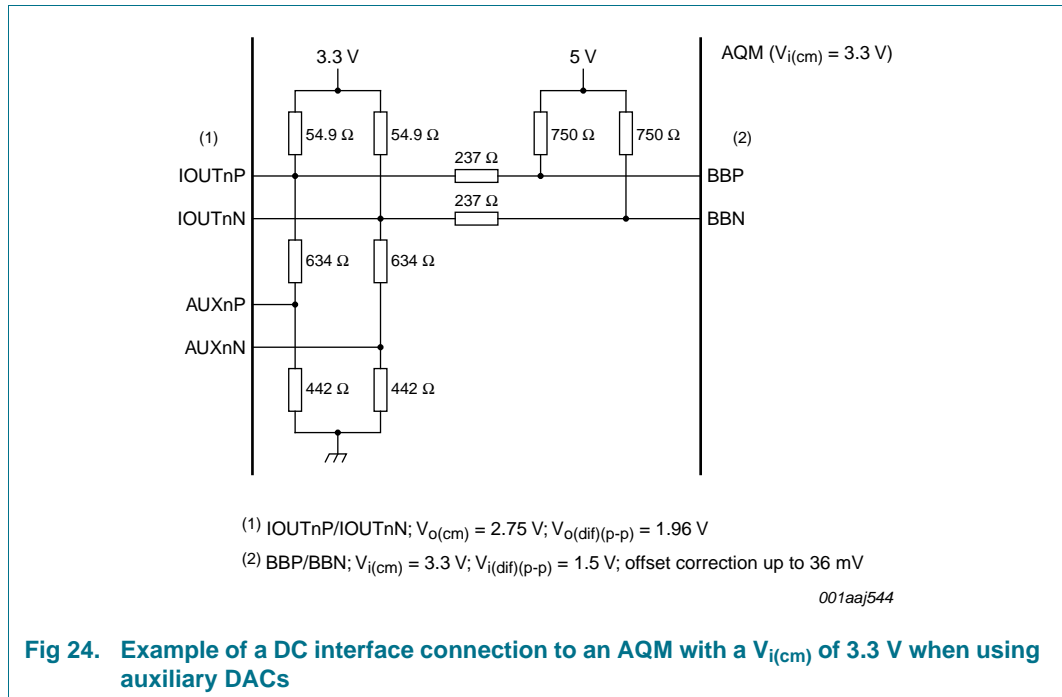 3.3 V
5 V
AQM (Vi(cm) = 3.3 V)
(1)
54.9 Ω
54.9 Ω
750 Ω
750 Ω
(2)
237 Ω
IOUTnP
BBP
237 Ω
IOUTnN
BBN
634 Ω
634 Ω
AUXnP
AUXnN
442 Ω
442 Ω
(1) IOUTnP/IOUTnN; Vo(cm) = 2.75 V; Vo(dif)(p-p) = 1.96 V
(2) BBP/BBN; Vi(cm) = 3.3 V; Vi(dif)(p-p) = 1.5 V; offset correction up to 36 mV
001aaj544
Fig 24. Example of a DC interface connection to an AQM with a Vi(cm) of 3.3 V when using
auxiliary DACs